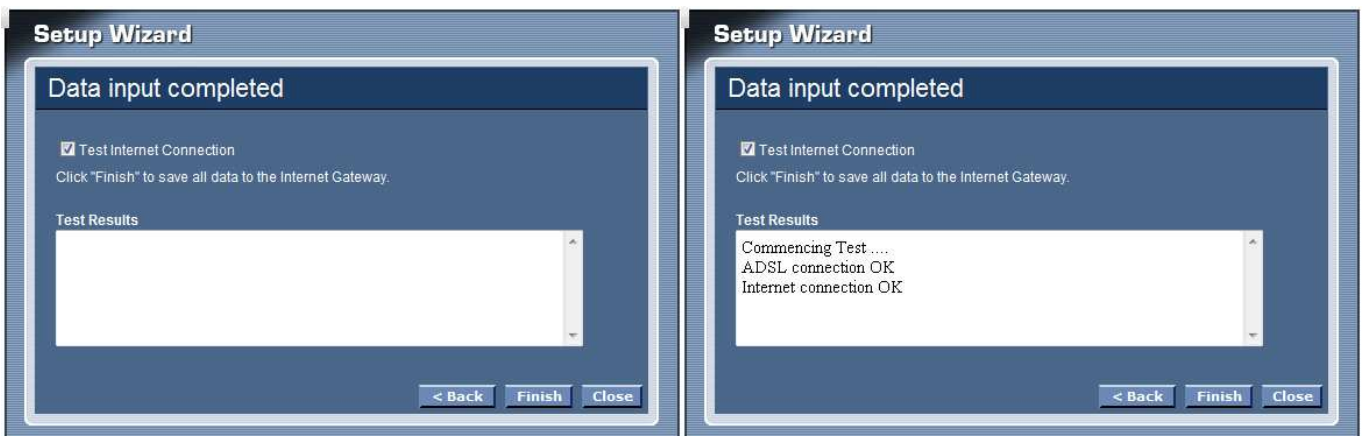 Setup Wizard
Data input completed
Test Internet Connection
Click "Finish" to save all data to the Internet Gateway.
Test Results
< Back Finish Close
Setup Wizard
Data input completed
Test Internet Connection
Click "Finish" to save all data to the Internet Gateway.
Test Results
Commencing Test ....
ADSL connection OK
Internet connection OK
< Back Finish Close